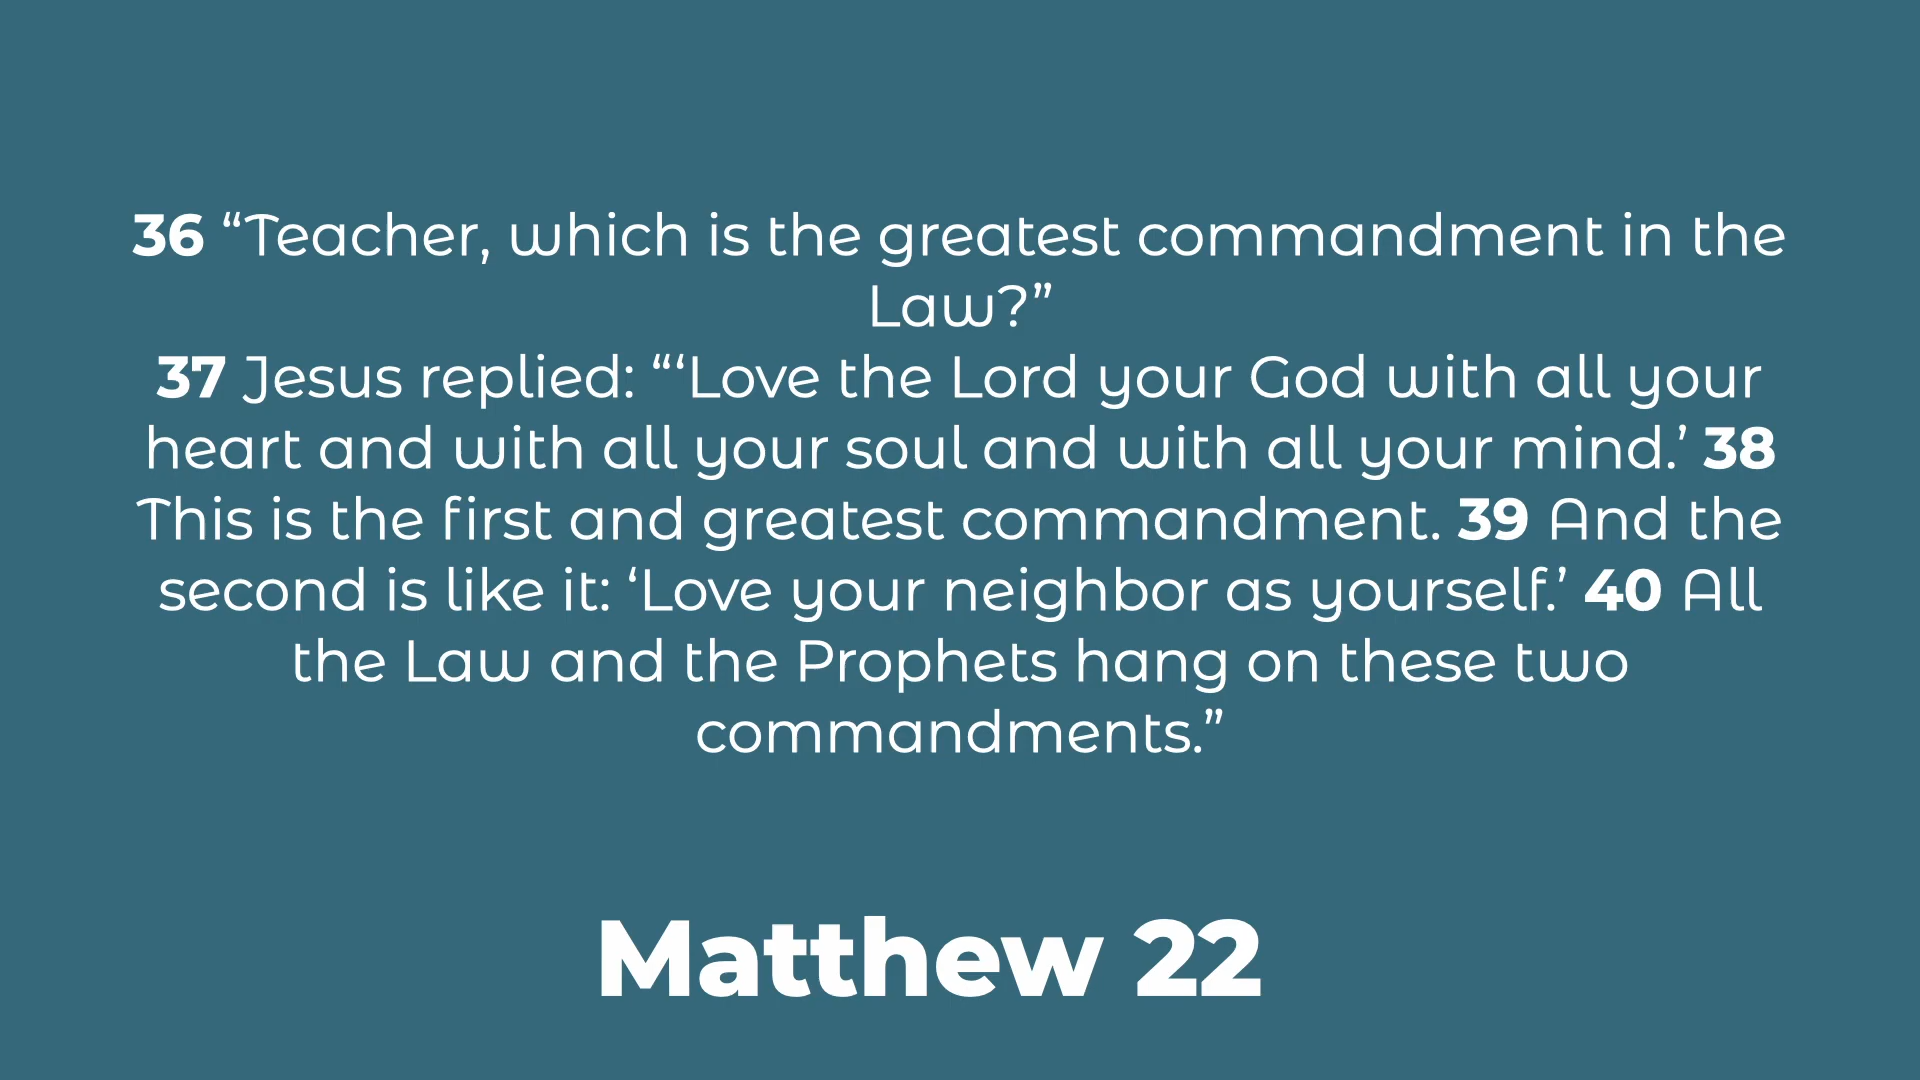 36 “Teacher, which is the greatest commandment in the
Law?”
37 Jesus replied: “‘Love the Lord your God with all your
heart and with all your soul and with all your mind.’ 38
This is the first and greatest commandment. 39 And the
second is like it: ‘Love your neighbor as yourself.’ 40 All
the Law and the Prophets hang on these two
commandments.”
Matthew 22